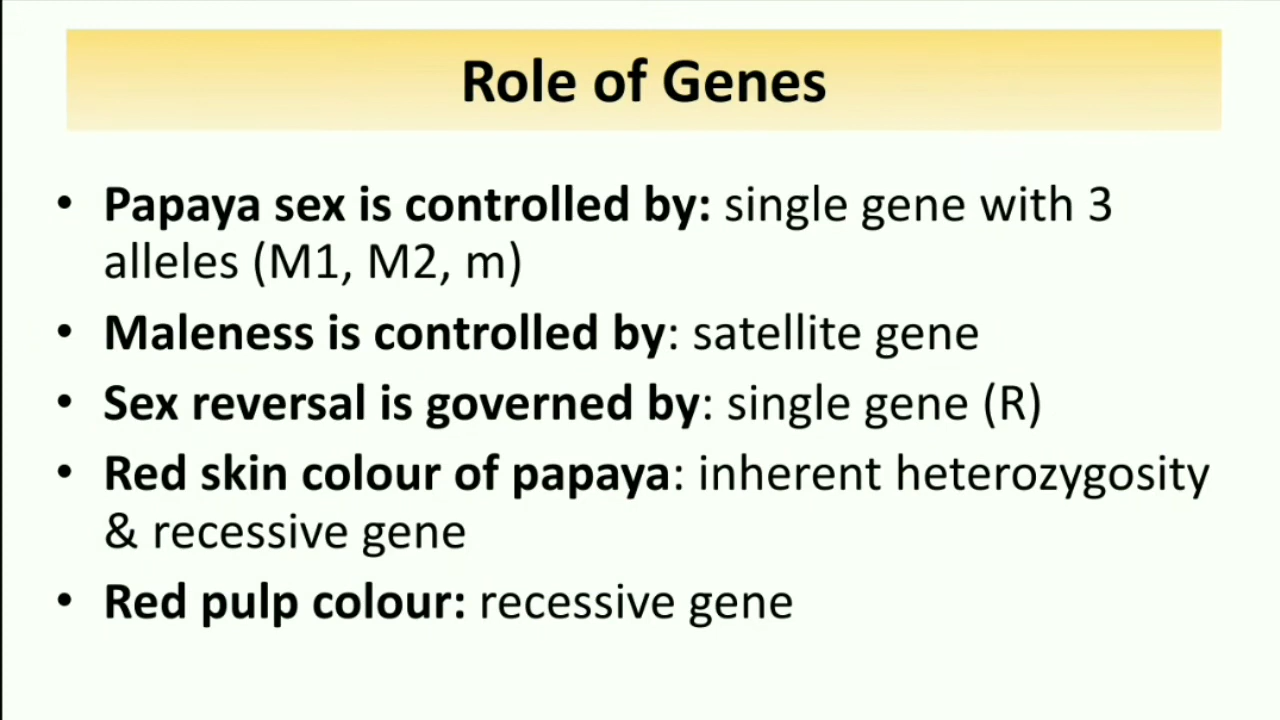 Role of Genes
• Papaya sex is controlled by: single gene with 3
alleles (M1, M2, m)
• Maleness is controlled by: satellite gene
• Sex reversal is governed by: single gene (R)
• Red skin colour of papaya: inherent heterozygosity
& recessive gene
• Red pulp colour: recessive gene